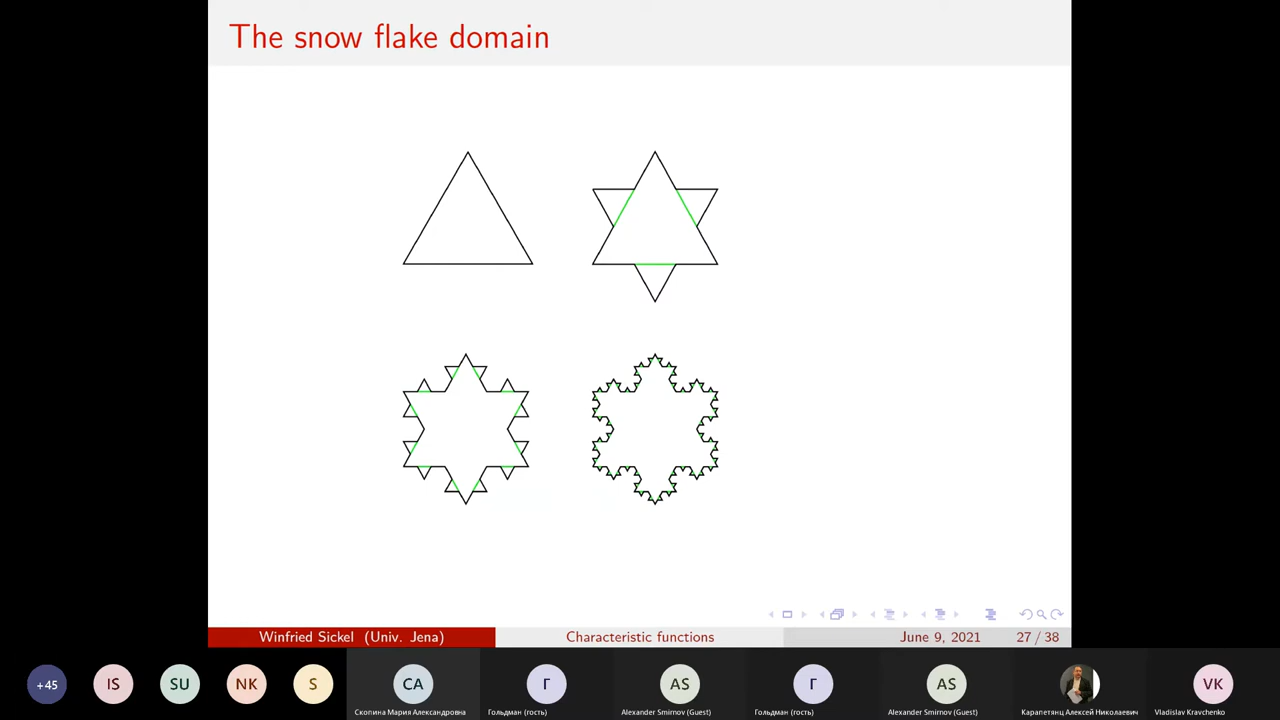 The snow flake domain
Winfried Sickel (Univ. Jena)
Characteristic functions
June 9, 2021
27 / 38
+45
IS
SU
NK
S
CA
Г
AS
Г
AS
VK
Скопина Мария Александровна
Гольдман (гость)
Alexander Smirnov (Guest)
Гольдман (гость)
Alexander Smirnov (Guest)
Карапетянц Алексей Николаевич
Vladislav Kravchenko